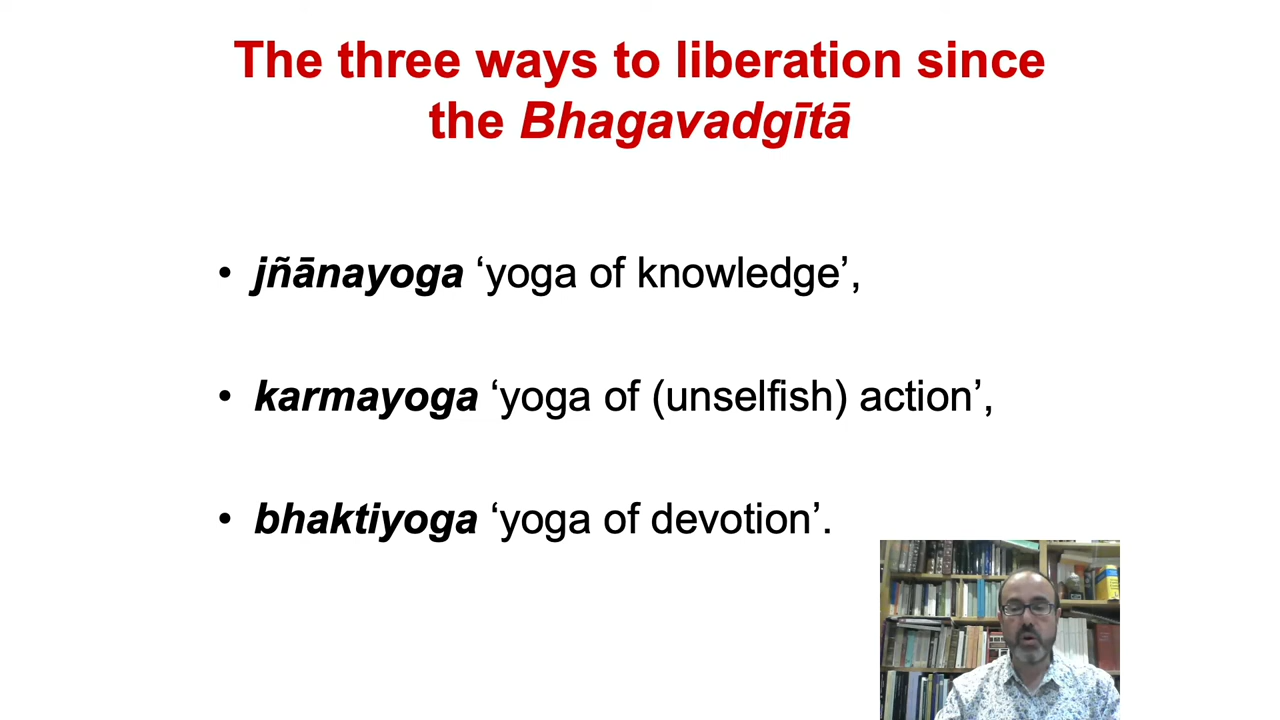 The three ways to liberation since
the Bhagavadgītā
• jñānayoga ‘yoga of knowledge’,
• karmayoga ‘yoga of (unselfish) action’,
• bhaktiyoga ‘yoga of devotion’.